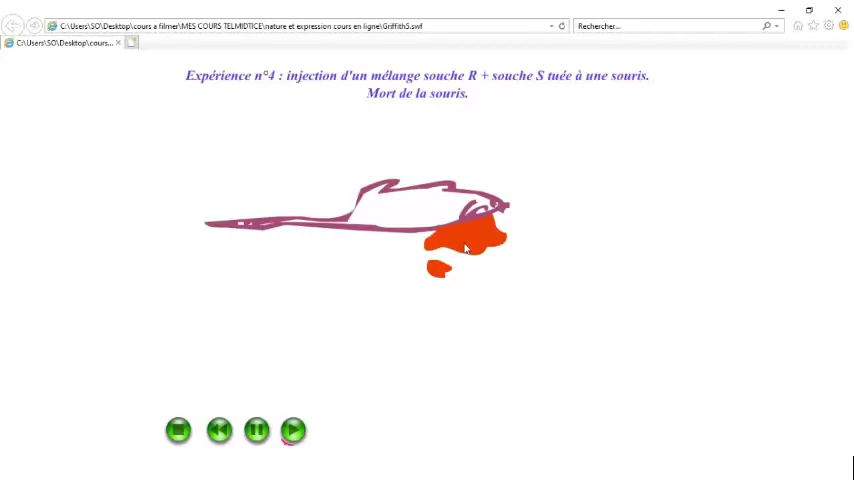 C:\Users\SO\Desktop\cours a filmer\MES COURS TELMIDTICE\nature et expression cours en ligne\Griffith5.swf
Rechercher...
C:\Users\SO\Desktop\cours...
Expérience n°4 : injection d'un mélange souche R + souche S tuée à une souris.
Mort de la souris.